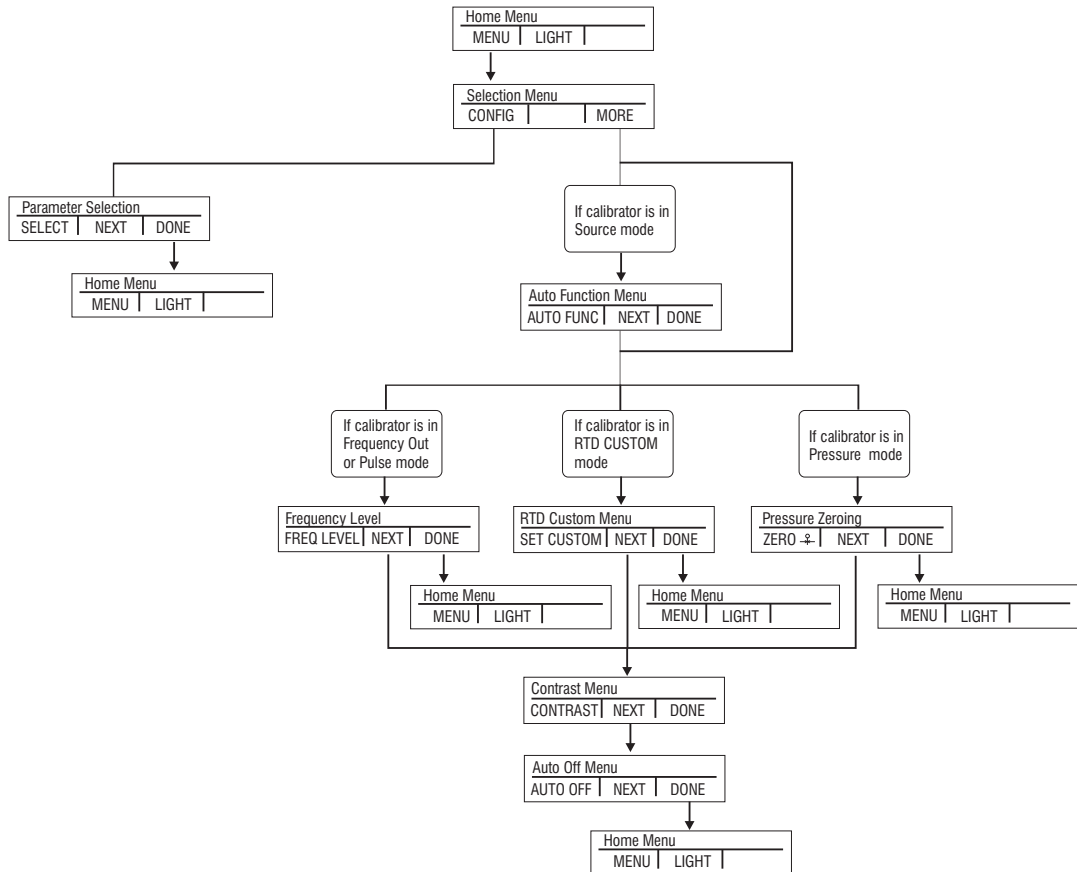 Home Menu
MENU LIGHT
Selection Menu
CONFIG MORE
Parameter Selection
SELECT NEXT DONE
Home Menu
MENU LIGHT
If calibrator is in
Source mode
Auto Function Menu
AUTO FUNC NEXT DONE
If calibrator is in
Frequency Out
or Pulse mode
If calibrator is in
RTD CUSTOM
mode
If calibrator is in
Pressure mode
Frequency Level
FREQ LEVEL NEXT DONE
RTD Custom Menu
SET CUSTOM NEXT DONE
Pressure Zeroing
ZERO NEXT DONE
Home Menu
MENU LIGHT
Home Menu
MENU LIGHT
Home Menu
MENU LIGHT
Contrast Menu
CONTRAST NEXT DONE
Auto Off Menu
AUTO OFF NEXT DONE
Home Menu
MENU LIGHT